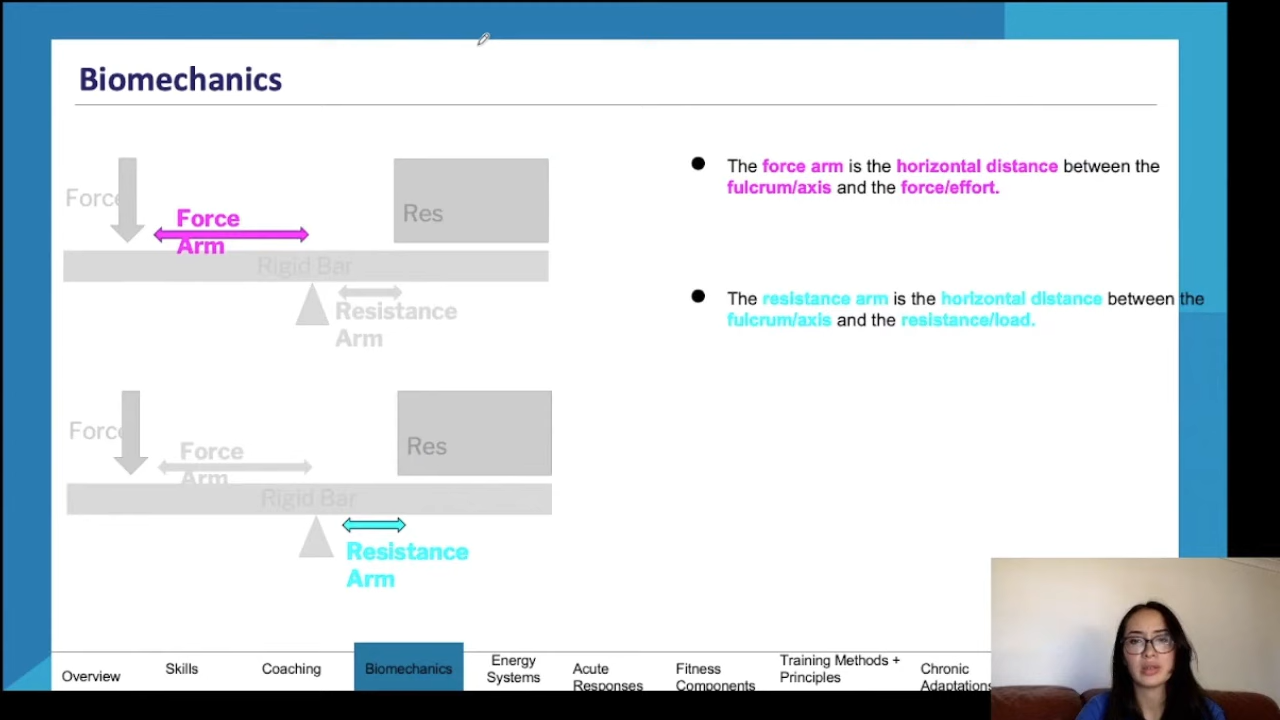 Biomechanics
Force
Force
Arm
Res
Rigid Bar
Resistance
Arm
The force arm is the horizontal distance between the
fulcrum/axis and the force/effort.
The resistance arm is the horizontal distance between the
fulcrum/axis and the resistance/load.
Force
Force
Arm
Res
Rigid Bar
Resistance
Arm
Overview
Skills
Coaching
Biomechanics
Energy
Systems
Acute
Responses
Fitness
Components
Training Methods +
Principles
Chronic
Adaptations